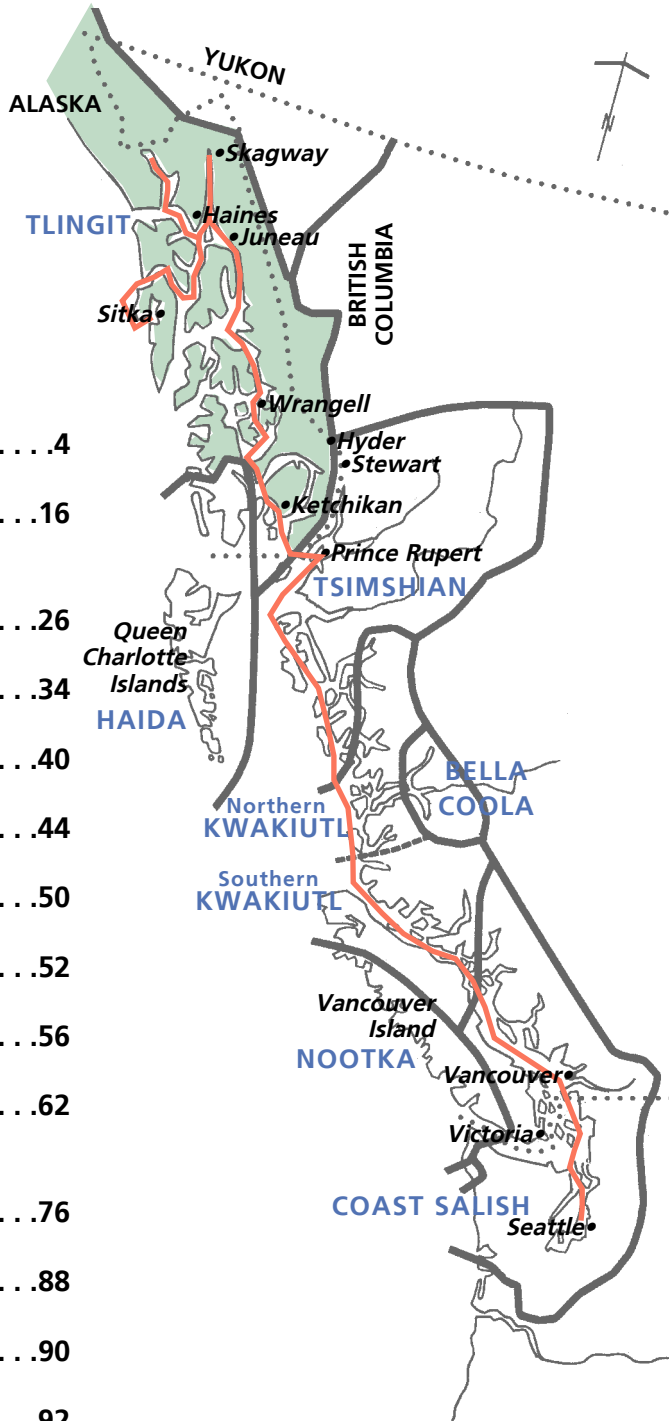 YUKON
ALASKA
N
•Skagway
•Haines
TLINGIT
•Juneau
BRITISH
COLUMBIA
Sitka•
•Wrangell
•Hyder
. . . .4
•Stewart
•Ketchikan
. . .16
•Prince Rupert
TSIMSHIAN
. . .26
Queen
Charlotte
Islands
. . .34
HAIDA
. . .40
BELLA
COOLA
Northern
KWAKIUTL
. . .44
Southern
KWAKIUTL
. . .50
. . .52
Vancouver
Island
. . .56
NOOTKA
Vancouver•
. . .62
Victoria•
COAST SALISH
. . .76
Seattle•
. . .88
. . .90
92